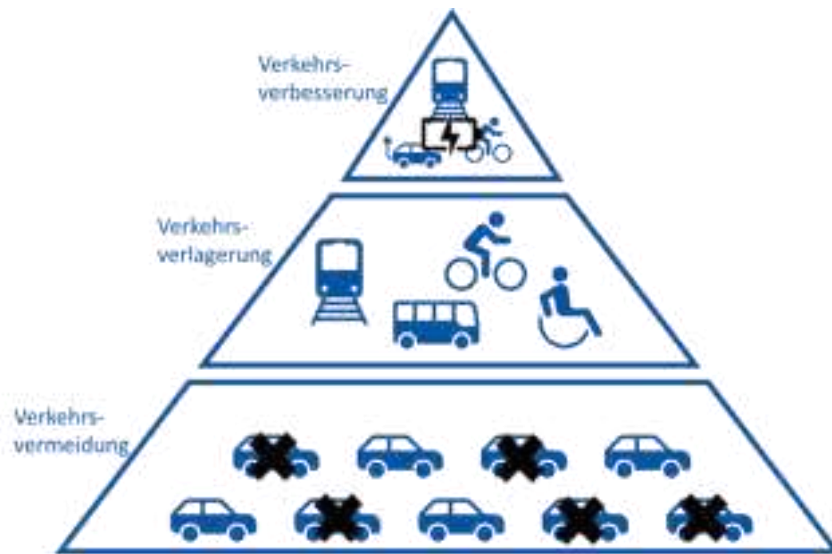 Verkehrs-
verbesserung
Verkehrs-
verlagerung
Verkehrs-
vermeidung